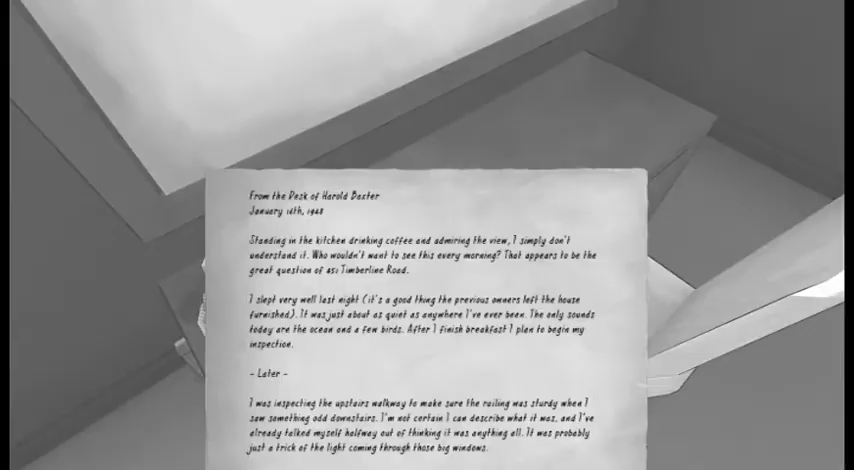 From the Desk of Harold Baxter
January 16th, 1948
Standing in the kitchen drinking coffee and admiring the view, I simply don't
understand it. Who wouldn't want to see this every morning? That appears to be the
great question of 451 Timberline Road.
I slept very well last night (it's a good thing the previous owners left the house
furnished). It was just about as quiet as anywhere I've ever been. The only sounds
today are the ocean and a few birds. After I finish breakfast I plan to begin my
inspection.
- Later -
I was inspecting the upstairs walkway to make sure the railing was sturdy when I
saw something odd downstairs. I'm not certain I can describe what it was, and I've
already talked myself halfway out of thinking it was anything all. It was probably
just a trick of the light coming through those big windows.